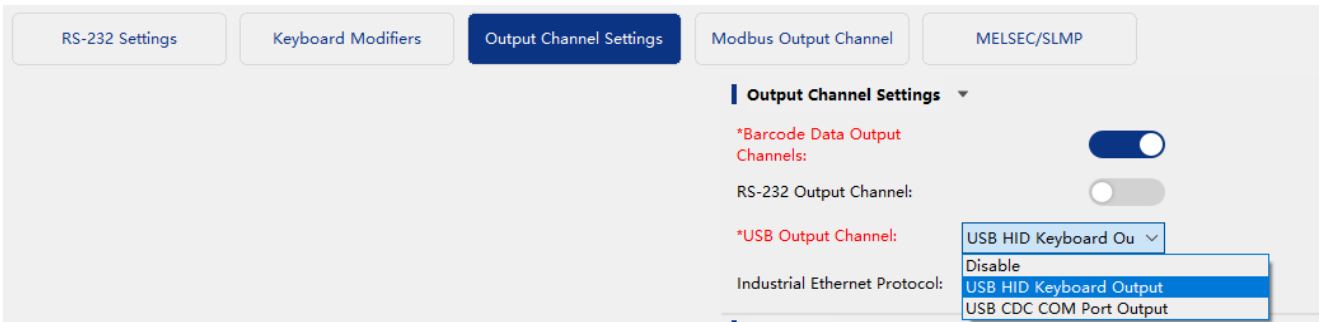 RS-232 Settings
Keyboard Modifiers
Output Channel Settings
Modbus Output Channel
MELSEC/SLMP
Output Channel Settings
*Barcode Data Output
Channels:
RS-232 Output Channel:
*USB Output Channel:
USB HID Keyboard Ou
Disable
Industrial Ethernet Protocol:
USB HID Keyboard Output
USB CDC COM Port Output